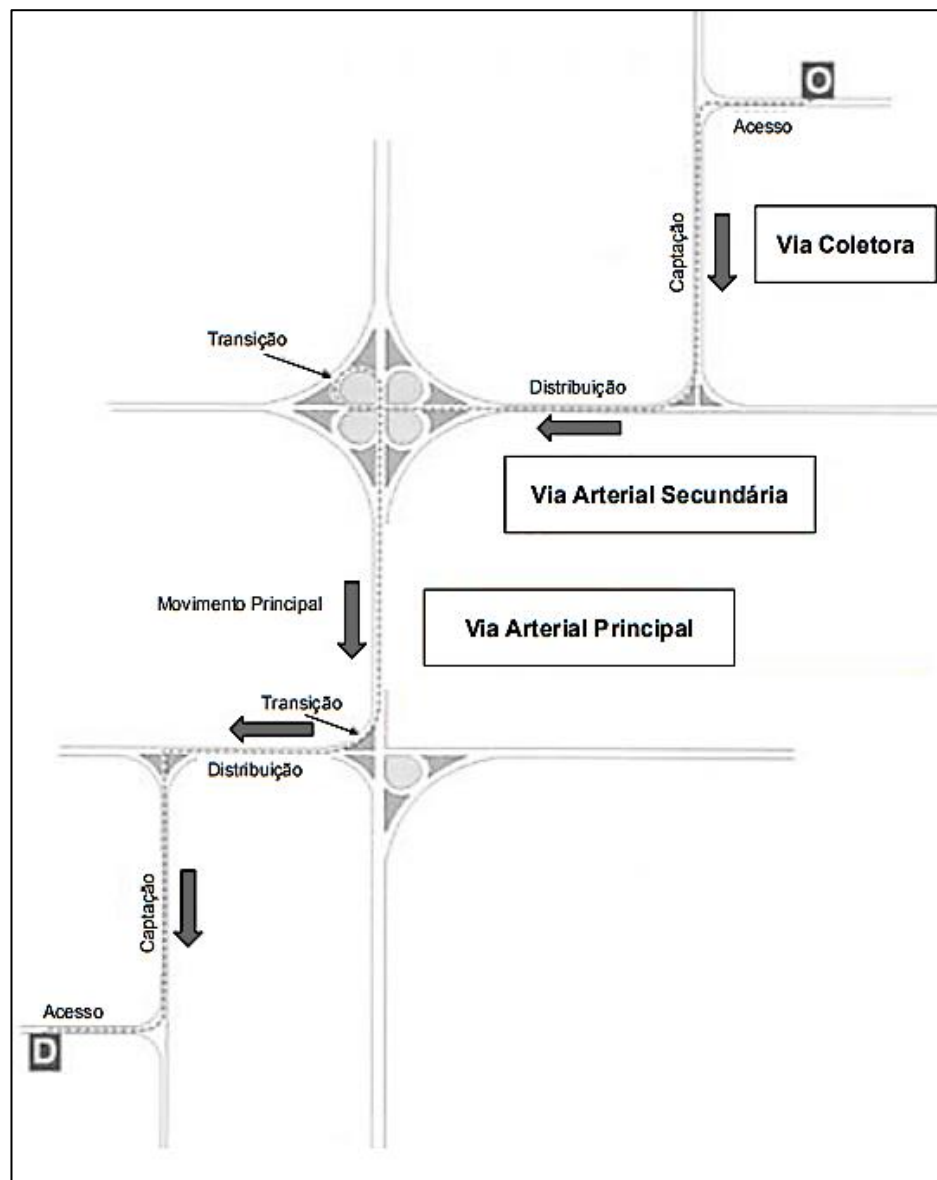 O
Acesso
Captação
Via Coletora
Transição
Distribuição
Via Arterial Secundária
Movimento Principal
Via Arterial Principal
Transição
Distribuição
Captação
Acesso
D